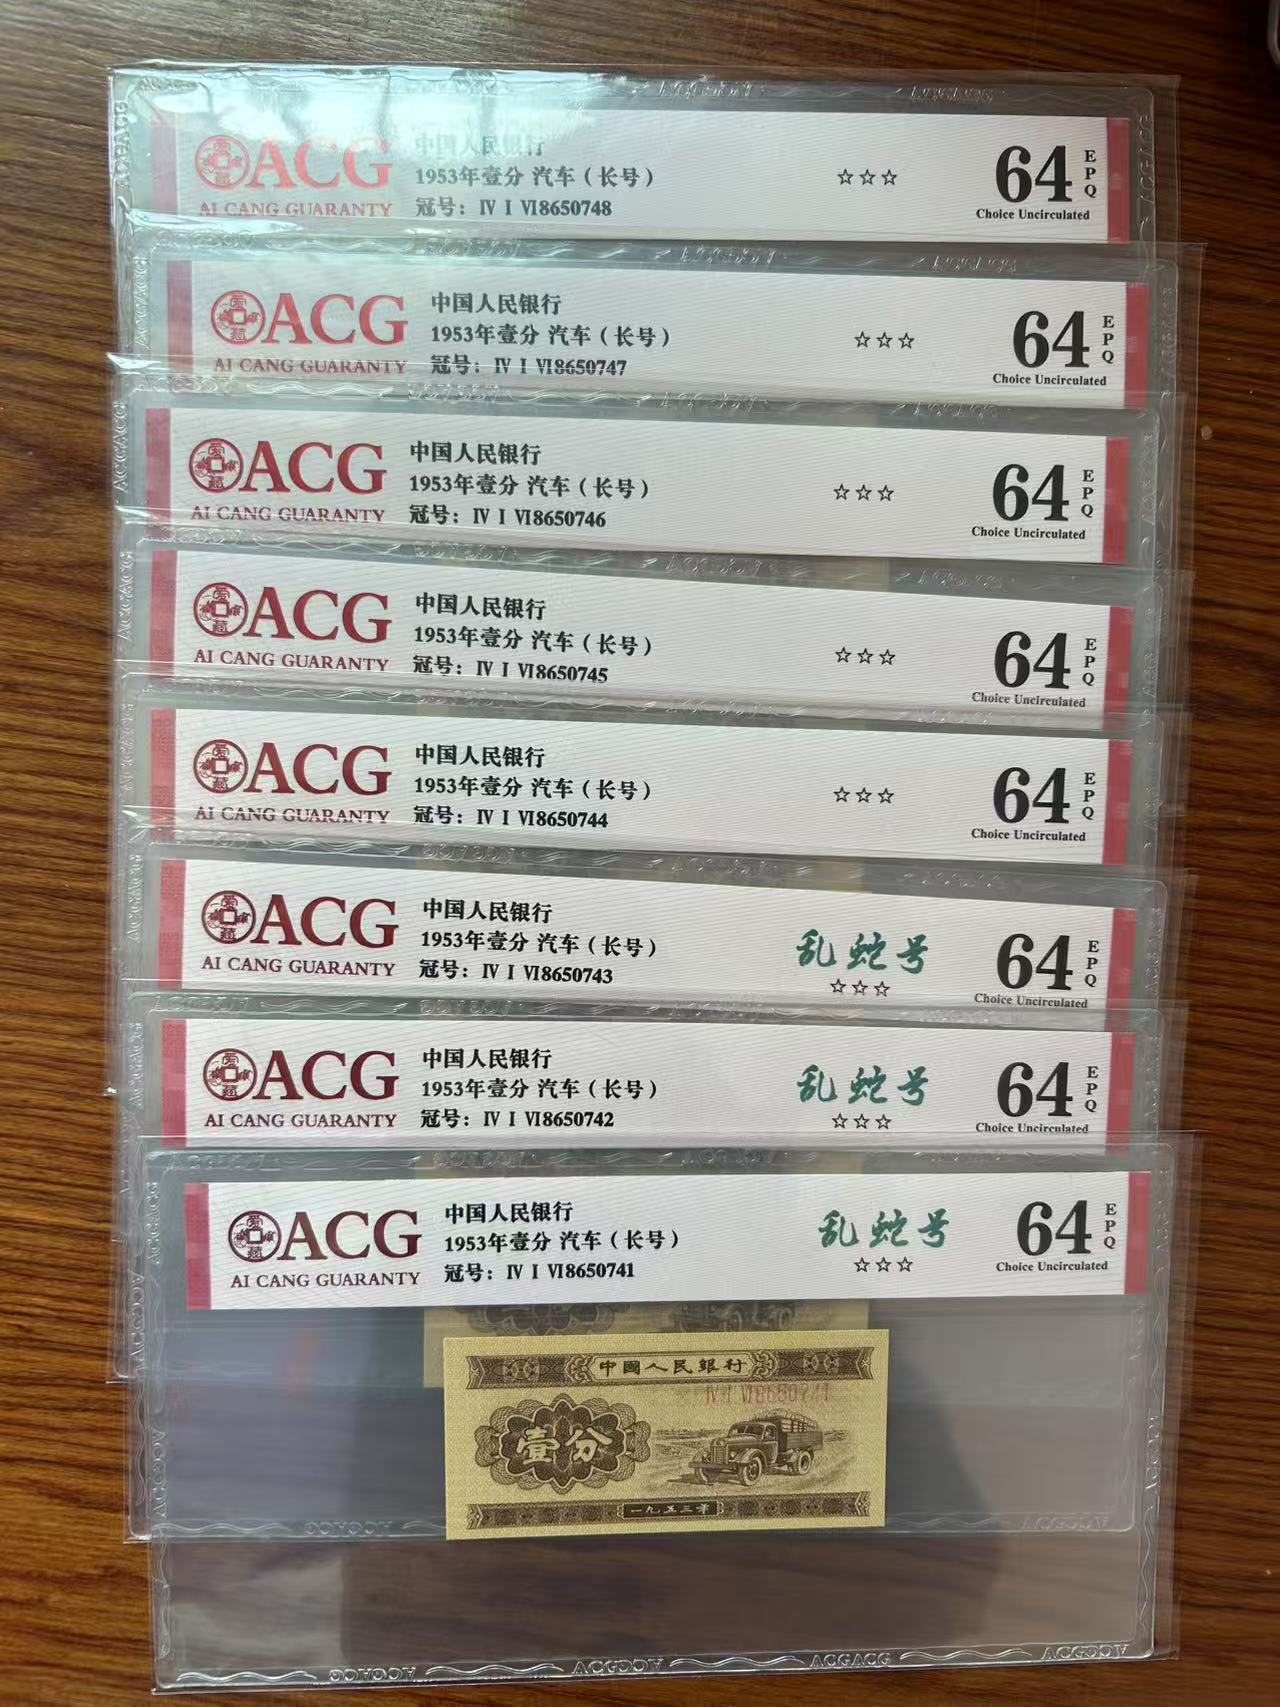 ACG
AI CANG GUARANTY
中国人民银行
1953年壹分 汽车（长号）
冠号：Ⅳ Ⅰ Ⅵ8650748
☆☆☆
64 EPQ
Choice Uncirculated
ACG
AI CANG GUARANTY
中国人民银行
1953年壹分 汽车（长号）
冠号：Ⅳ Ⅰ Ⅵ8650747
☆☆☆
64 EPQ
Choice Uncirculated
ACG
AI CANG GUARANTY
中国人民银行
1953年壹分 汽车（长号）
冠号：Ⅳ Ⅰ Ⅵ8650746
☆☆☆
64 EPQ
Choice Uncirculated
ACG
AI CANG GUARANTY
中国人民银行
1953年壹分 汽车（长号）
冠号：Ⅳ Ⅰ Ⅵ8650745
☆☆☆
64 EPQ
Choice Uncirculated
ACG
AI CANG GUARANTY
中国人民银行
1953年壹分 汽车（长号）
冠号：Ⅳ Ⅰ Ⅵ8650744
☆☆☆
64 EPQ
Choice Uncirculated
ACG
AI CANG GUARANTY
中国人民银行
1953年壹分 汽车（长号）
冠号：Ⅳ Ⅰ Ⅵ8650743
乱蛇号
☆☆☆
64 EPQ
Choice Uncirculated
ACG
AI CANG GUARANTY
中国人民银行
1953年壹分 汽车（长号）
冠号：Ⅳ Ⅰ Ⅵ8650742
乱蛇号
☆☆☆
64 EPQ
Choice Uncirculated
ACG
AI CANG GUARANTY
中国人民银行
1953年壹分 汽车（长号）
冠号：Ⅳ Ⅰ Ⅵ8650741
乱蛇号
☆☆☆
64 EPQ
Choice Uncirculated
中國人民銀行
Ⅳ Ⅰ Ⅵ8650741
壹分
一九五三年